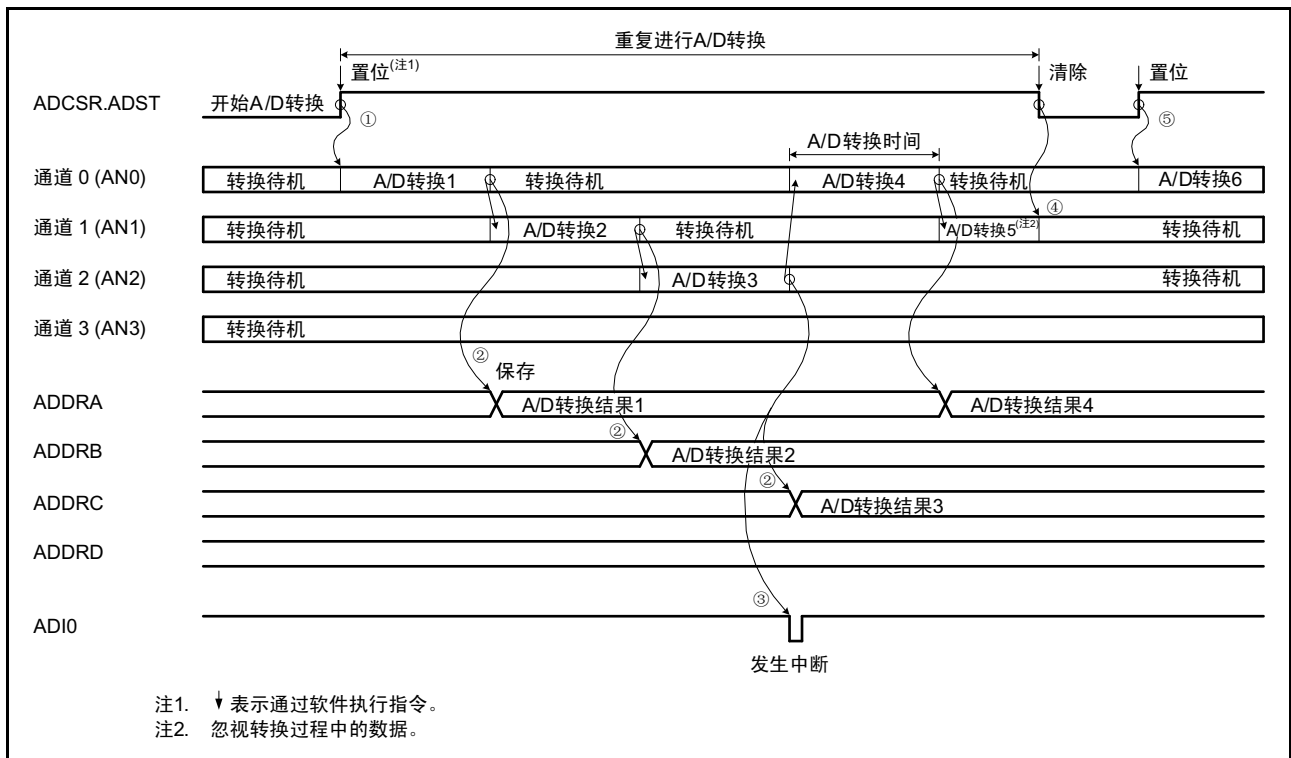 重复进行A/D转换
置位(注1)
清除
置位
ADCSR.ADST
开始A/D转换
①
⑤
A/D转换时间
通道 0 (AN0)
转换待机
A/D转换1
转换待机
A/D转换4
转换待机
A/D转换6
④
通道 1 (AN1)
转换待机
A/D转换2
转换待机
A/D转换5(注2)
转换待机
通道 2 (AN2)
转换待机
A/D转换3
转换待机
通道 3 (AN3)
转换待机
②
保存
ADDRA
A/D转换结果1
A/D转换结果4
②
ADDRB
A/D转换结果2
②
ADDRC
A/D转换结果3
ADDRD
③
ADI0
发生中断
注1. 表示通过软件执行指令。
注2. 忽视转换过程中的数据。